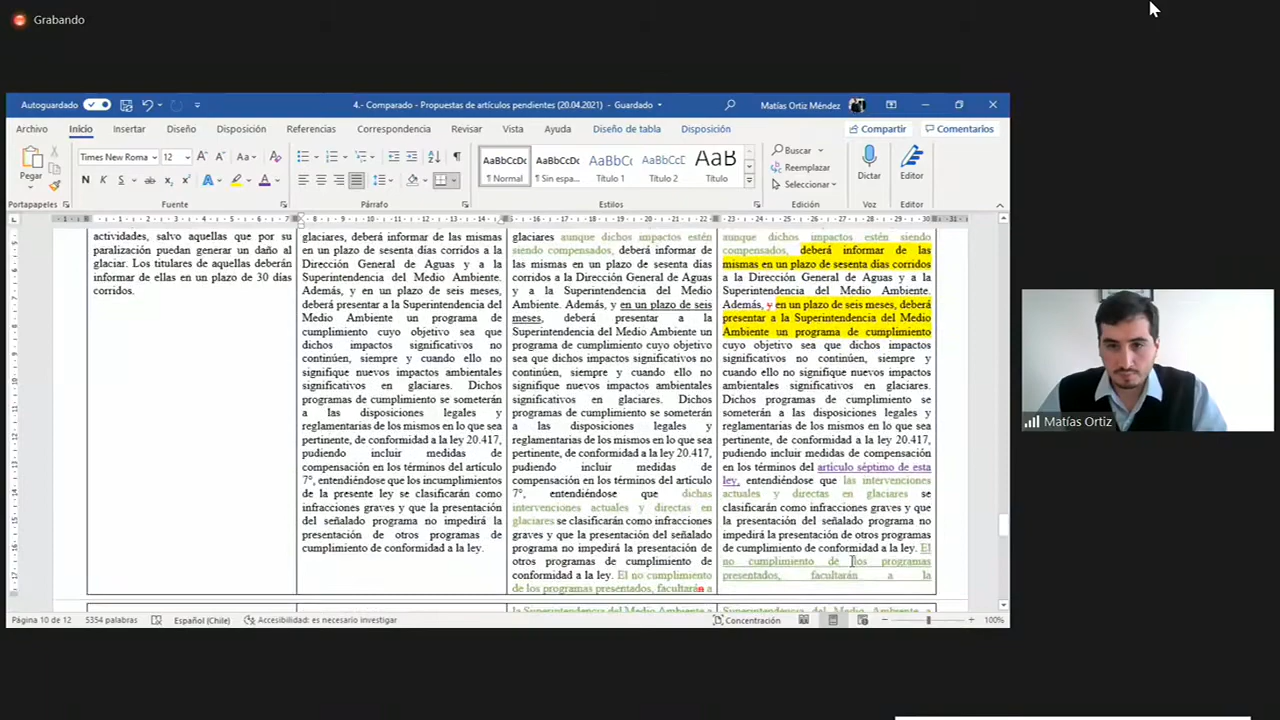 Grabando
Autoguardado
4.- Comparado - Propuestas de artículos pendientes (20.04.2021) - Guardado
Matías Ortiz Méndez
Archivo Inicio Insertar Diseño Disposición Referencias Correspondencia Revisar Vista Ayuda Diseño de tabla Disposición Compartir Comentarios
Times New Roma 12
Pegar
N K S ab x₂ x²
AaBbCcDc AaBbCcDc AaBbCc AaBbCcE AaB
¶ Normal ¶ Sin espa... Título 1 Título 2 Título
Buscar
Reemplazar
Seleccionar
Dictar
Editor
Portapapeles Fuente Párrafo Estilos Edición Voz Editor
actividades, salvo aquellas que por su
paralización puedan generar un daño al
glaciar. Los titulares de aquellas deberán
informar de ellas en un plazo de 30 días
corridos.
glaciares, deberá informar de las mismas
en un plazo de sesenta días corridos a la
Dirección General de Aguas y a la
Superintendencia del Medio Ambiente.
Además, y en un plazo de seis meses,
deberá presentar a la Superintendencia del
Medio Ambiente un programa de
cumplimiento cuyo objetivo sea que
dichos impactos significativos no
continúen, siempre y cuando ello no
signifique nuevos impactos ambientales
significativos en glaciares. Dichos
programas de cumplimiento se someterán
a las disposiciones legales y
reglamentarias de los mismos en lo que sea
pertinente, de conformidad a la ley 20.417,
pudiendo incluir medidas de
compensación en los términos del artículo
7°, entendiéndose que los incumplimientos
de la presente ley se clasificarán como
infracciones graves y que la presentación
del señalado programa no impedirá la
presentación de otros programas de
cumplimiento de conformidad a la ley.
glaciares aunque dichos impactos estén
siendo compensados, deberá informar de
las mismas en un plazo de sesenta días
corridos a la Dirección General de Aguas
y a la Superintendencia del Medio
Ambiente. Además, y en un plazo de seis
meses, deberá presentar a la
Superintendencia del Medio Ambiente un
programa de cumplimiento cuyo objetivo
sea que dichos impactos significativos no
continúen, siempre y cuando ello no
signifique nuevos impactos ambientales
significativos en glaciares. Dichos
programas de cumplimiento se someterán
a las disposiciones legales y
reglamentarias de los mismos en lo que sea
pertinente, de conformidad a la ley 20.417,
pudiendo incluir medidas de
compensación en los términos del artículo
7°, entendiéndose que dichas
intervenciones actuales y directas en
glaciares se clasificarán como infracciones
graves y que la presentación del señalado
programa no impedirá la presentación de
otros programas de cumplimiento de
conformidad a la ley. El no cumplimiento
de los programas presentados, facultarán a
la Superintendencia del Medio Ambiente a
aunque dichos impactos estén siendo
compensados, deberá informar de las
mismas en un plazo de sesenta días corridos
a la Dirección General de Aguas y a la
Superintendencia del Medio Ambiente.
Además, y en un plazo de seis meses, deberá
presentar a la Superintendencia del Medio
Ambiente un programa de cumplimiento
cuyo objetivo sea que dichos impactos
significativos no continúen, siempre y
cuando ello no signifique nuevos impactos
ambientales significativos en glaciares.
Dichos programas de cumplimiento se
someterán a las disposiciones legales y
reglamentarias de los mismos en lo que sea
pertinente, de conformidad a la ley 20.417,
pudiendo incluir medidas de compensación
en los términos del artículo séptimo de esta
ley, entendiéndose que las intervenciones
actuales y directas en glaciares se
clasificarán como infracciones graves y que
la presentación del señalado programa no
impedirá la presentación de otros programas
de cumplimiento de conformidad a la ley. El
no cumplimiento de los programas
presentados, facultarán a la
Superintendencia del Medio Ambiente a
Matías Ortiz
Página 10 de 12 5354 palabras Español (Chile) Accesibilidad: es necesario investigar Concentración 100%